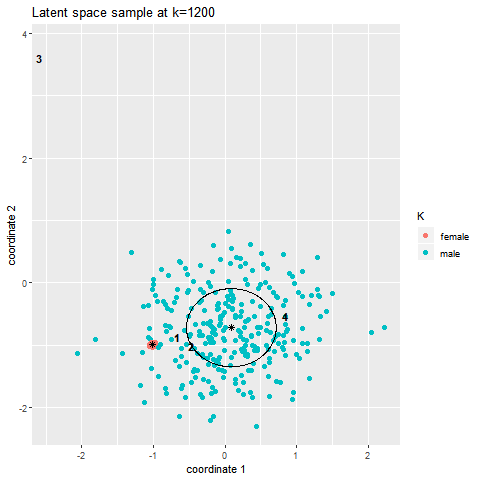 Latent space sample at k=1200
4
3
2
0
-2
1
2
4
-2
-1
0
1
2
coordinate 1
coordinate 2
K
female
male